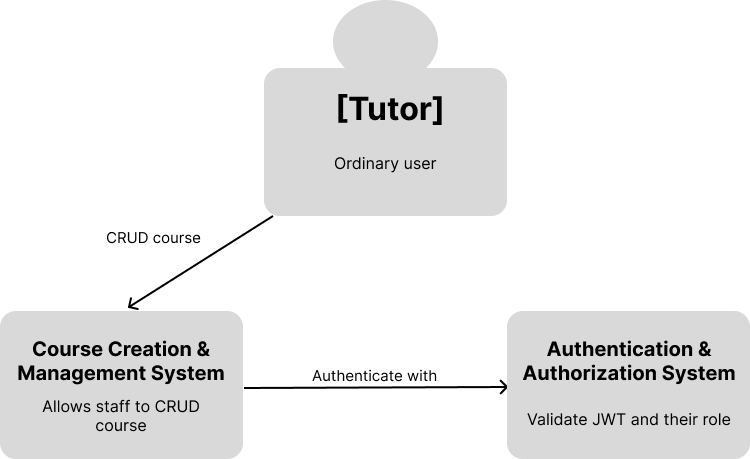 [Tutor]
Ordinary user
CRUD course
Course Creation &
Management System
Allows staff to CRUD
course
Authenticate with
Authentication &
Authorization System
Validate JWT and their role